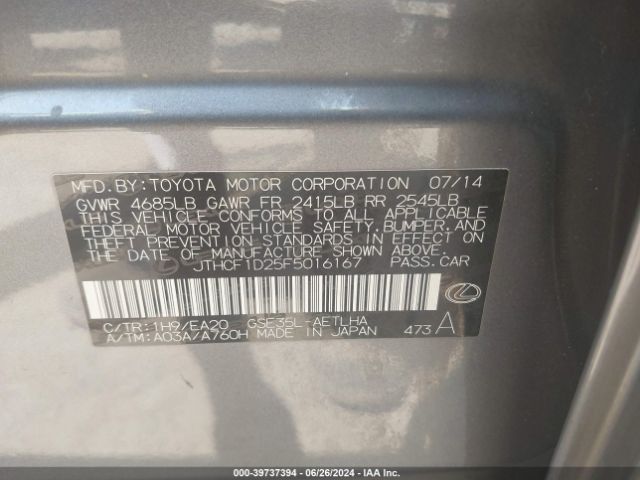 MFD. BY: TOYOTA MOTOR CORPORATION 07/14
GVWR 4685LB GAWR FR 2415LB RR 2545LB
THIS VEHICLE CONFORMS TO ALL APPLICABLE
FEDERAL MOTOR VEHICLE SAFETY, BUMPER, AND
THEFT PREVENTION STANDARDS IN EFFECT ON
THE DATE OF MANUFACTURE SHOWN ABOVE.
JTHCF1D25F5016167 PASS. CAR
C/TR: 1H9/EA20 GSE35L-AETLHA
A/TM: A03A/A760H MADE IN JAPAN 473 A
000-39737394 - 06/26/2024 - IAA Inc.